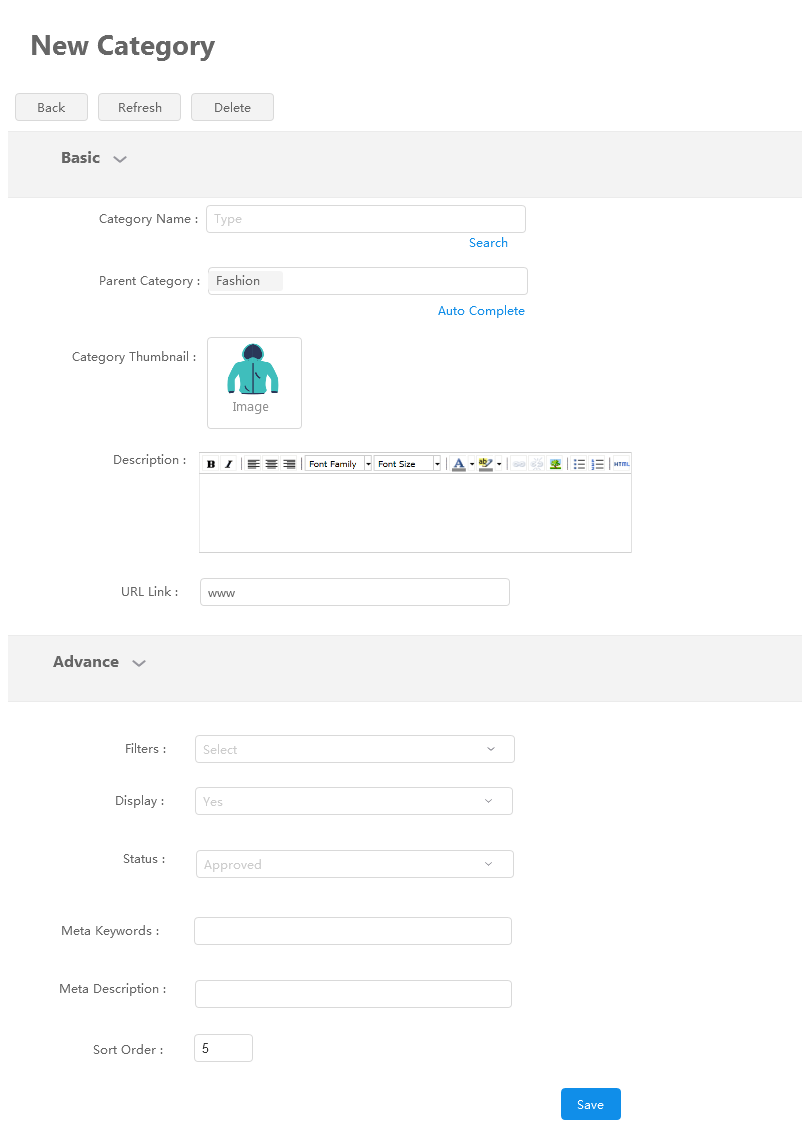 New Category
Back Refresh Delete
Basic
Category Name : Type
Search
Parent Category : Fashion
Auto Complete
Category Thumbnail :
Image
Description : B I Font Family Font Size A ab HTML
URL Link : www
Advance
Filters : Select
Display : Yes
Status : Approved
Meta Keywords :
Meta Description :
Sort Order : 5
Save